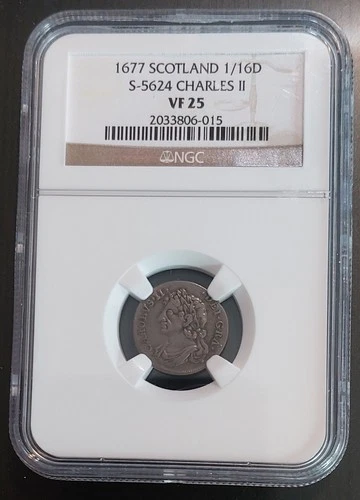 1677 SCOTLAND 1/16D
S-5624 CHARLES II
VF 25
2033806-015
NGC